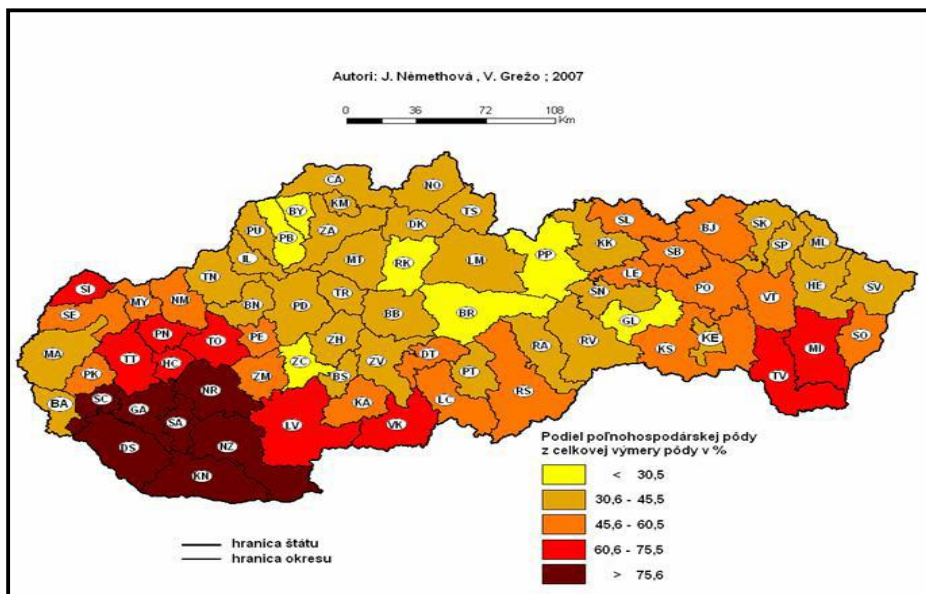 Autori: J. Némethová , V. Grežo ; 2007
0 36 72 108
Km
CA
NO
KM
BY
TS
PU
PB
ZA
DK
SL
BJ
SK
IL
MT
RK
LM
PP
KK
SB
SP
ML
TN
LE
PO
HE
SV
SI
MY
NM
BN
PD
TR
BB
BR
SN
VT
SE
GL
PN
TO
PE
ZH
RA
RV
KS
KE
MI
SO
MA
TT
HC
ZC
ZV
DT
PK
ZM
BS
PT
TV
BA
SC
GA
NR
KA
LC
RS
SA
LV
VK
DS
NZ
KN
Podiel poľnohospodárskej pôdy
z celkovej výmery pôdy v %
< 30,5
30,6 - 45,5
45,6 - 60,5
60,6 - 75,5
> 75,6
hranica štátu
hranica okresu